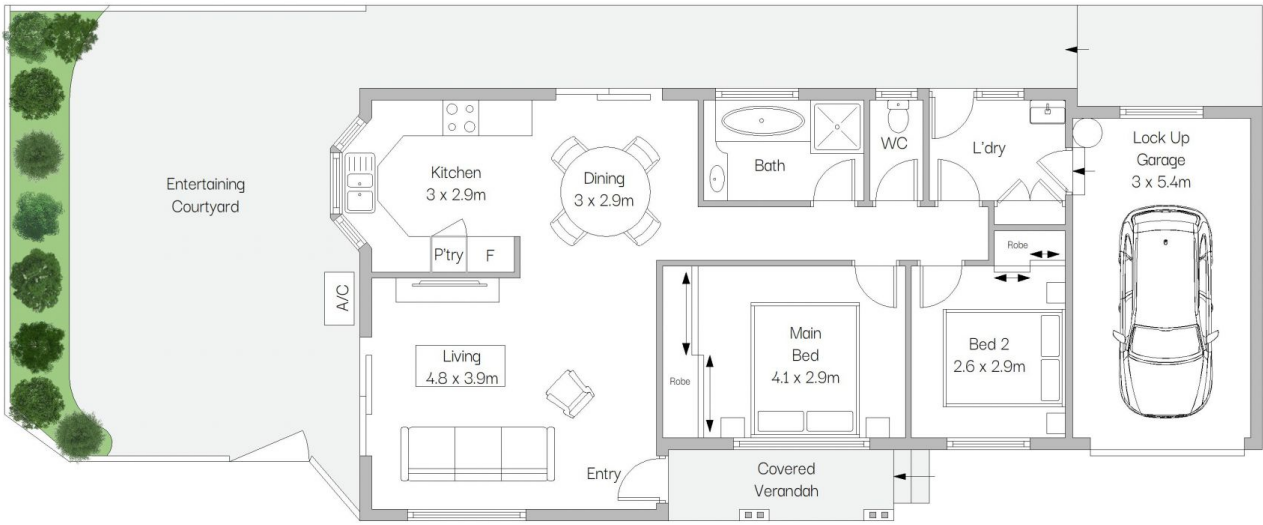 Entertaining
Courtyard
A/C
Kitchen
3 x 2.9m
P'try
F
Dining
3 x 2.9m
Living
4.8 x 3.9m
Entry
Bath
WC
L'dry
Robe
Main
Bed
4.1 x 2.9m
Robe
Bed 2
2.6 x 2.9m
Covered
Verandah
Lock Up
Garage
3 x 5.4m